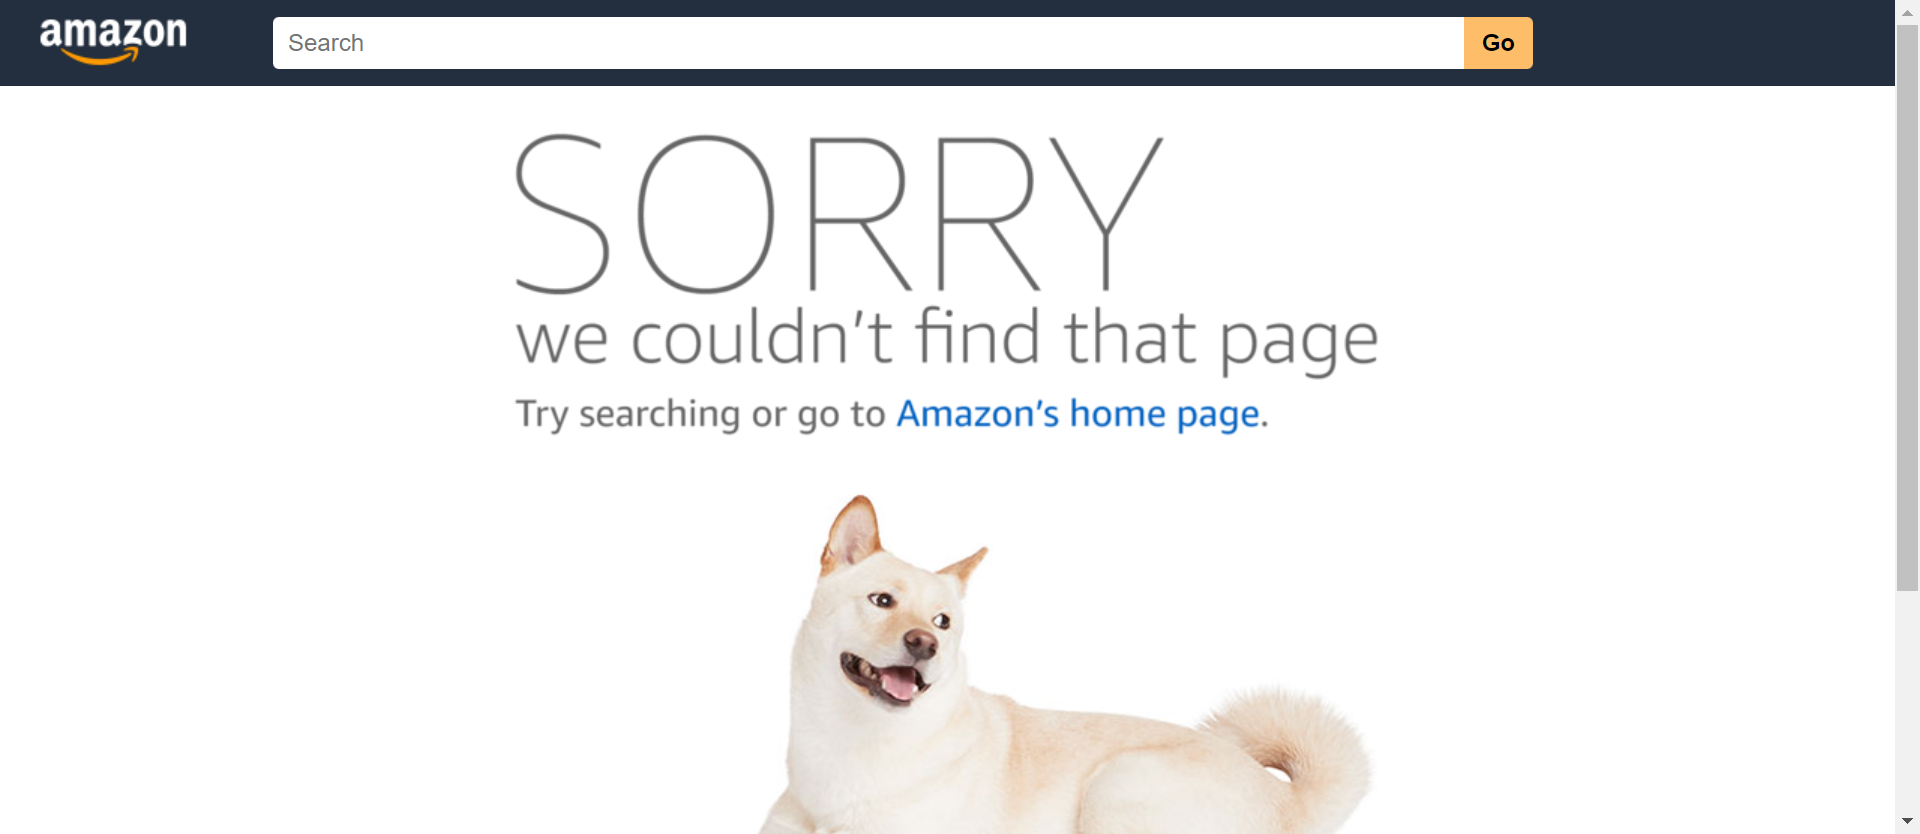 amazon
Search
Go
SORRY
we couldn't find that page
Try searching or go to Amazon's home page.